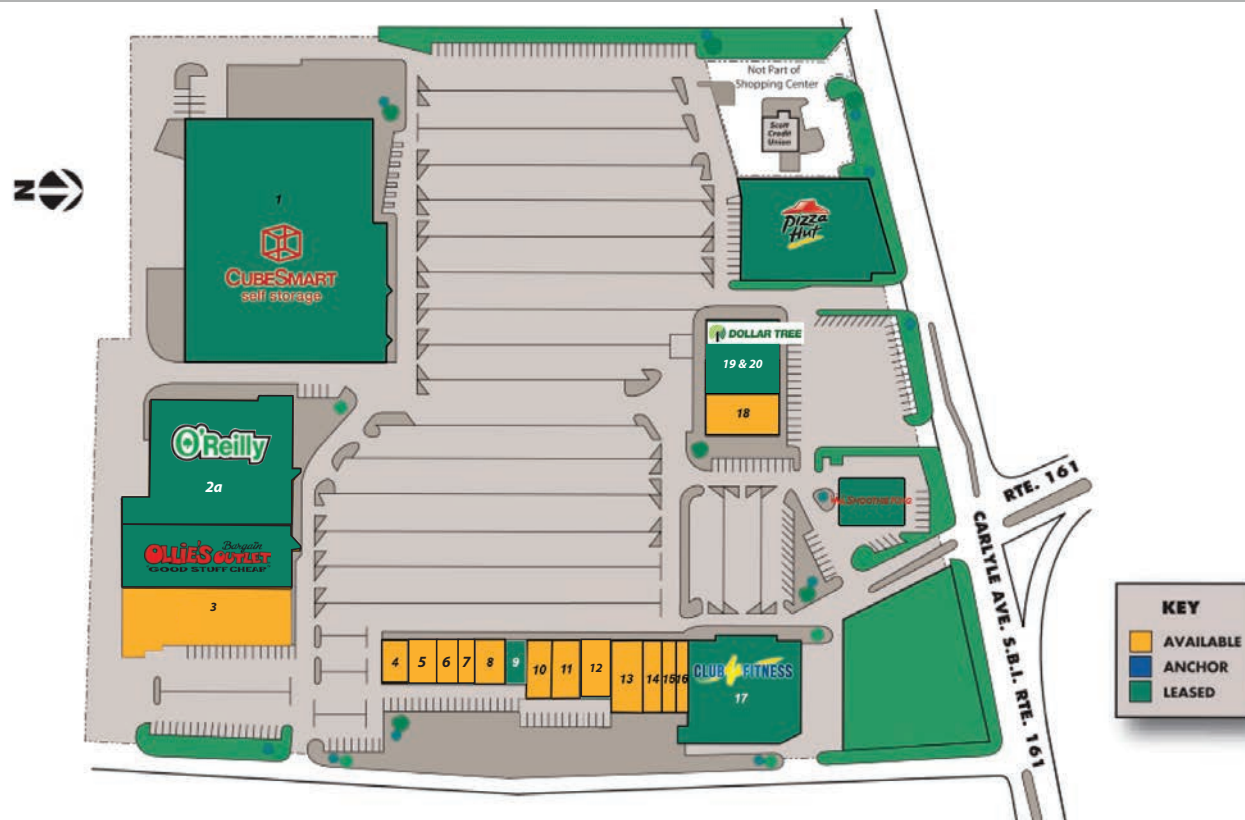 Not Part of
Shopping Center
Scott
Credit
Union
N
1
CUBESMART
self storage
Pizza
Hut
DOLLAR TREE
19 & 20
18
O'Reilly
2a
OLLIE'S Bargain
OUTLET
"GOOD STUFF CHEAP"
3
RTE. 161
CARLYLE AVE. S.B.I. RTE. 161
4
5
6
7
8
9
10
11
12
13
14
15
16
CLUB 4 FITNESS
17
KEY
AVAILABLE
ANCHOR
LEASED